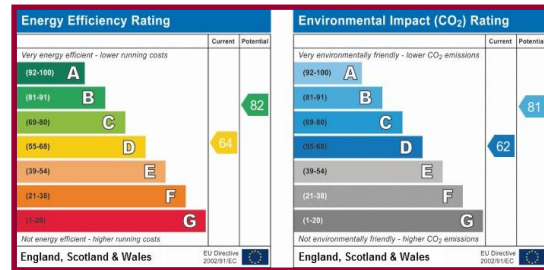 Energy Efficiency Rating
Current Potential
Very energy efficient - lower running costs
(92-100) A
(81-91) B
82
(69-80) C
(55-68) D
64
(39-54) E
(21-38) F
(1-20) G
Not energy efficient - higher running costs
England, Scotland & Wales
EU Directive
2002/91/EC
Environmental Impact (CO₂) Rating
Current Potential
Very environmentally friendly - lower CO₂ emissions
(92-100) A
(81-91) B
81
(69-80) C
(55-68) D
62
(39-54) E
(21-38) F
(1-20) G
Not environmentally friendly - higher CO₂ emissions
England, Scotland & Wales
EU Directive
2002/91/EC